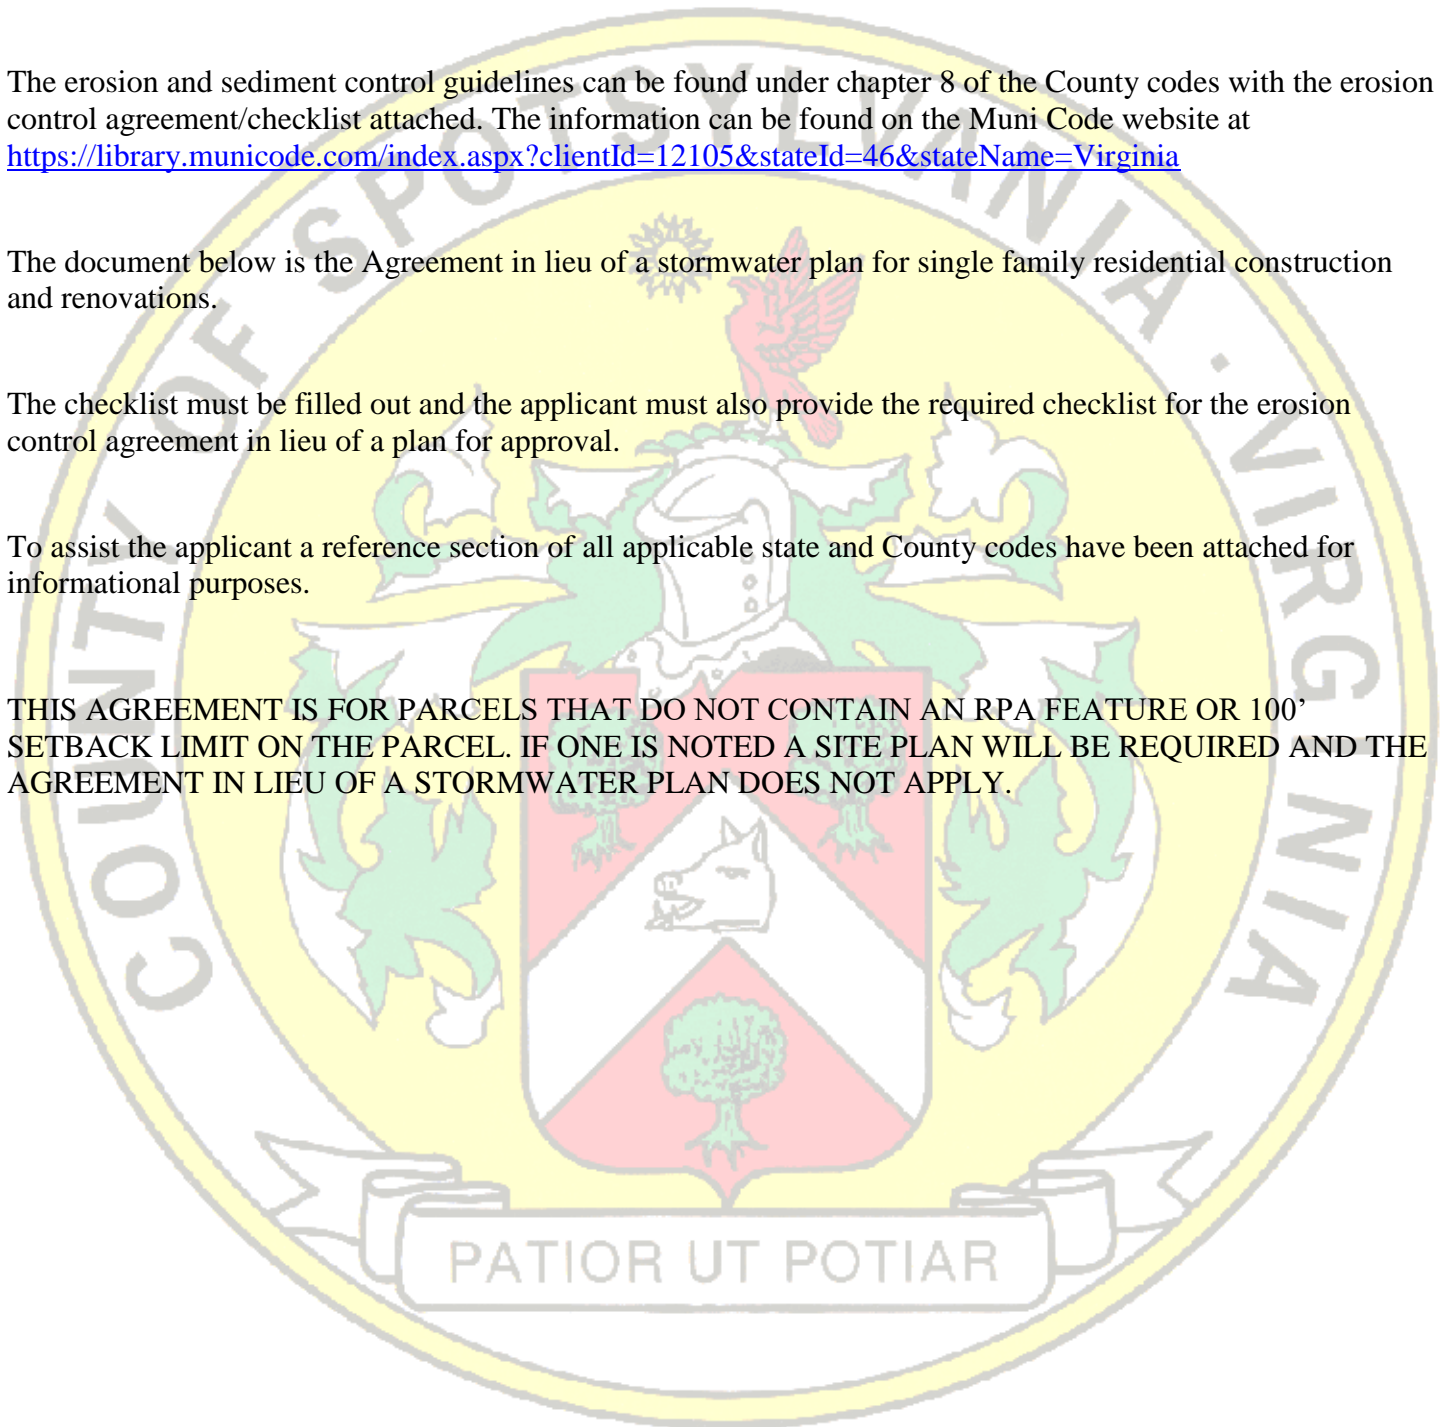 The erosion and sediment control guidelines can be found under chapter 8 of the County codes with the erosion
control agreement/checklist attached. The information can be found on the Muni Code website at
https://library.municode.com/index.aspx?clientId=12105&stateId=46&stateName=Virginia
The document below is the Agreement in lieu of a stormwater plan for single family residential construction
and renovations.
The checklist must be filled out and the applicant must also provide the required checklist for the erosion
control agreement in lieu of a plan for approval.
To assist the applicant a reference section of all applicable state and County codes have been attached for
informational purposes.
THIS AGREEMENT IS FOR PARCELS THAT DO NOT CONTAIN AN RPA FEATURE OR 100’
SETBACK LIMIT ON THE PARCEL. IF ONE IS NOTED A SITE PLAN WILL BE REQUIRED AND THE
AGREEMENT IN LIEU OF A STORMWATER PLAN DOES NOT APPLY.
COUNTY OF SPOTSYLVANIA · VIRGINIA
PATIOR UT POTIAR